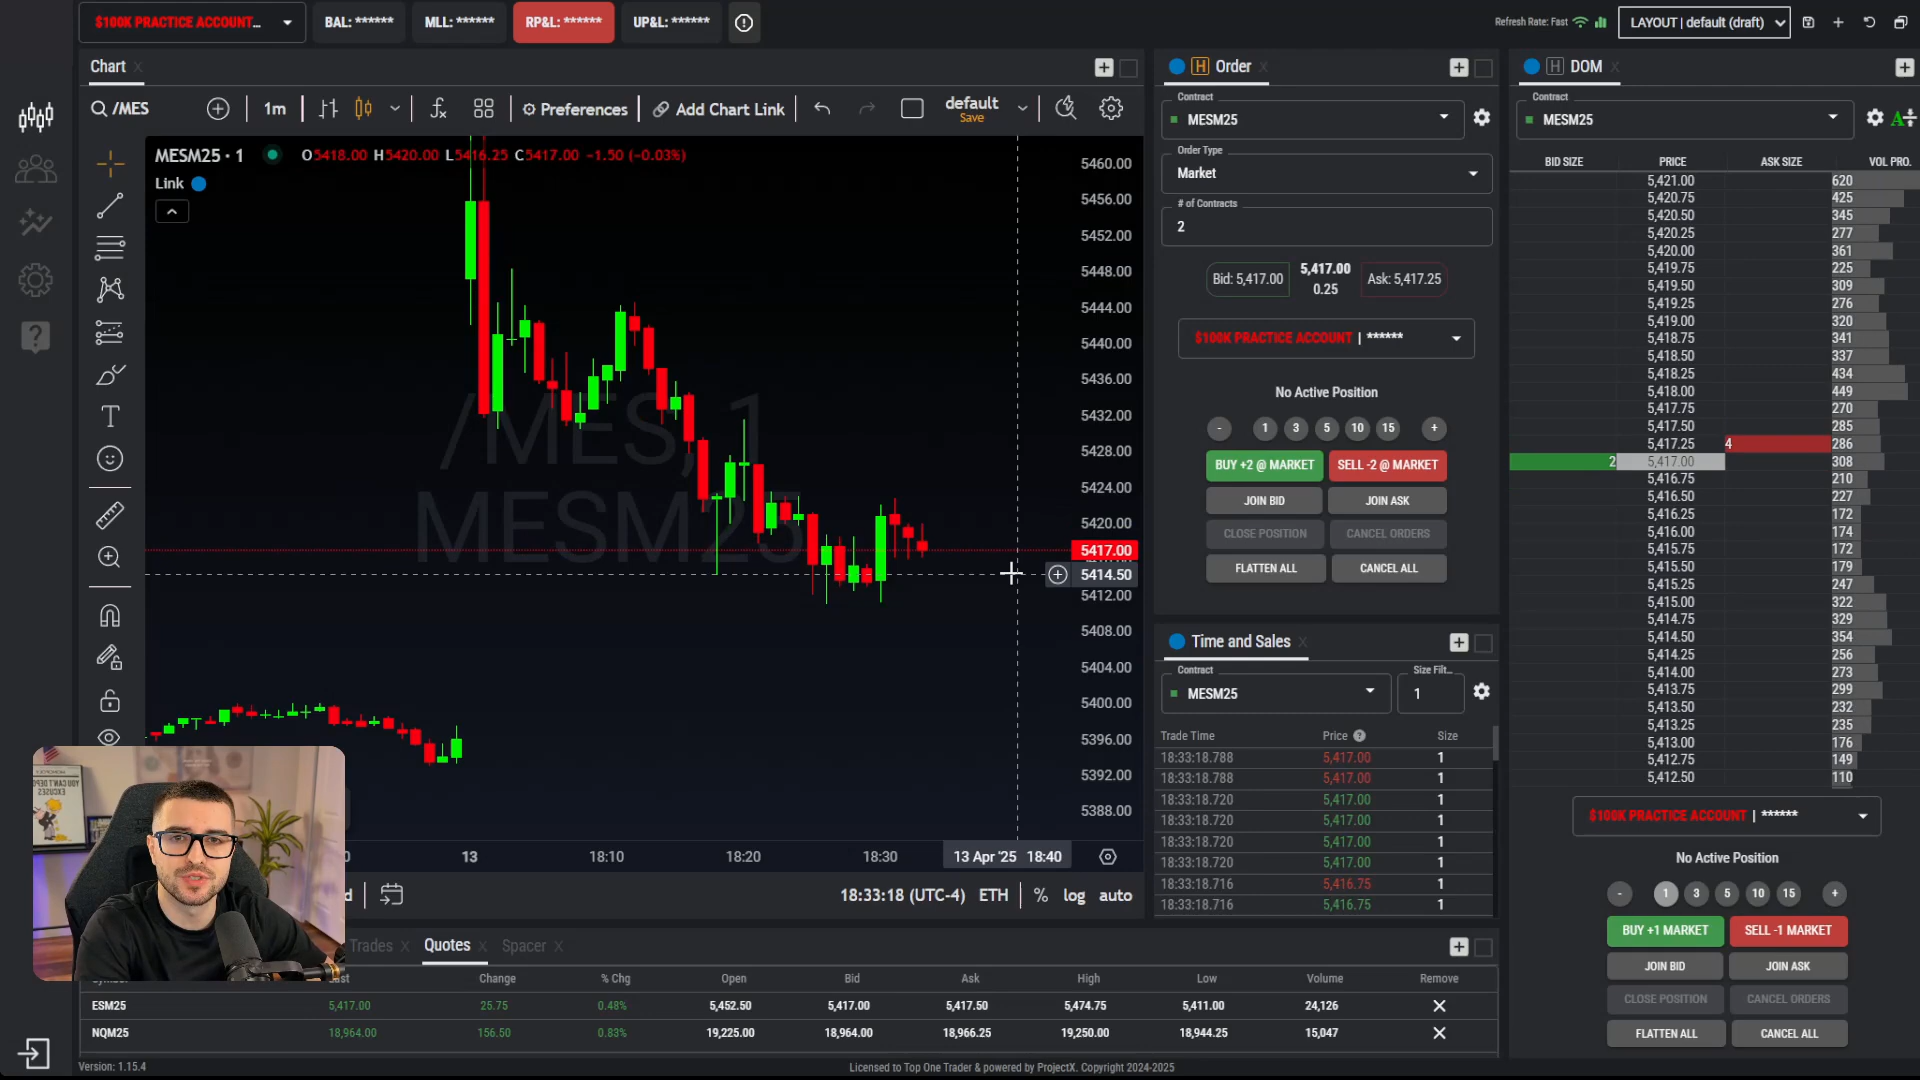 $100K PRACTICE ACCOUNT...
BAL: ******
MLL: ******
RP&L: ******
UP&L: ******
Refresh Rate: Fast
LAYOUT | default (draft)
Chart
/MES
1m
Preferences
Add Chart Link
default
Save
MESM25 · 1
O5418.00 H5420.00 L5416.25 C5417.00 -1.50 (-0.03%)
Link
/MES, 1
MESM25
5460.00
5456.00
5452.00
5448.00
5444.00
5440.00
5436.00
5432.00
5428.00
5424.00
5420.00
5417.00
5414.50
5412.00
5408.00
5404.00
5400.00
5396.00
5392.00
5388.00
13
18:10
18:20
18:30
13 Apr '25 18:40
18:33:18 (UTC-4)
ETH
%
log
auto
H Order
Contract
MESM25
Order Type
Market
# of Contracts
2
Bid: 5,417.00
5,417.00
0.25
Ask: 5,417.25
$100K PRACTICE ACCOUNT | ******
No Active Position
- 1 3 5 10 15 +
BUY +2 @ MARKET
SELL -2 @ MARKET
JOIN BID
JOIN ASK
CLOSE POSITION
CANCEL ORDERS
FLATTEN ALL
CANCEL ALL
Time and Sales
Contract
MESM25
Size Filt...
1
Trade Time Price Size
18:33:18.788 5,417.00 1
18:33:18.788 5,417.00 1
18:33:18.720 5,417.00 1
18:33:18.720 5,417.00 1
18:33:18.720 5,417.00 1
18:33:18.720 5,417.00 1
18:33:18.716 5,416.75 1
18:33:18.716 5,416.75 1
H DOM
Contract
MESM25
BID SIZE PRICE ASK SIZE VOL PRO.
5,421.00 620
5,420.75 425
5,420.50 345
5,420.25 277
5,420.00 361
5,419.75 225
5,419.50 309
5,419.25 276
5,419.00 320
5,418.75 341
5,418.50 337
5,418.25 434
5,418.00 449
5,417.75 270
5,417.50 285
5,417.25 4 286
2 5,417.00 308
5,416.75 210
5,416.50 227
5,416.25 172
5,416.00 174
5,415.75 172
5,415.50 179
5,415.25 247
5,415.00 322
5,414.75 329
5,414.50 354
5,414.25 256
5,414.00 273
5,413.75 299
5,413.50 232
5,413.25 235
5,413.00 176
5,412.75 149
5,412.50 110
$100K PRACTICE ACCOUNT | ******
No Active Position
- 1 3 5 10 15 +
BUY +1 MARKET
SELL -1 MARKET
JOIN BID
JOIN ASK
CLOSE POSITION
CANCEL ORDERS
FLATTEN ALL
CANCEL ALL
Trades
Quotes
Spacer
Change % Chg Open Bid Ask High Low Volume Remove
ESM25 5,417.00 25.75 0.48% 5,452.50 5,417.00 5,417.50 5,474.75 5,411.00 24,126
NQM25 18,964.00 156.50 0.83% 19,225.00 18,964.00 18,966.25 19,250.00 18,944.25 15,047
Version: 1.15.4
Licensed to Top One Trader & powered by ProjectX. Copyright 2024-2025